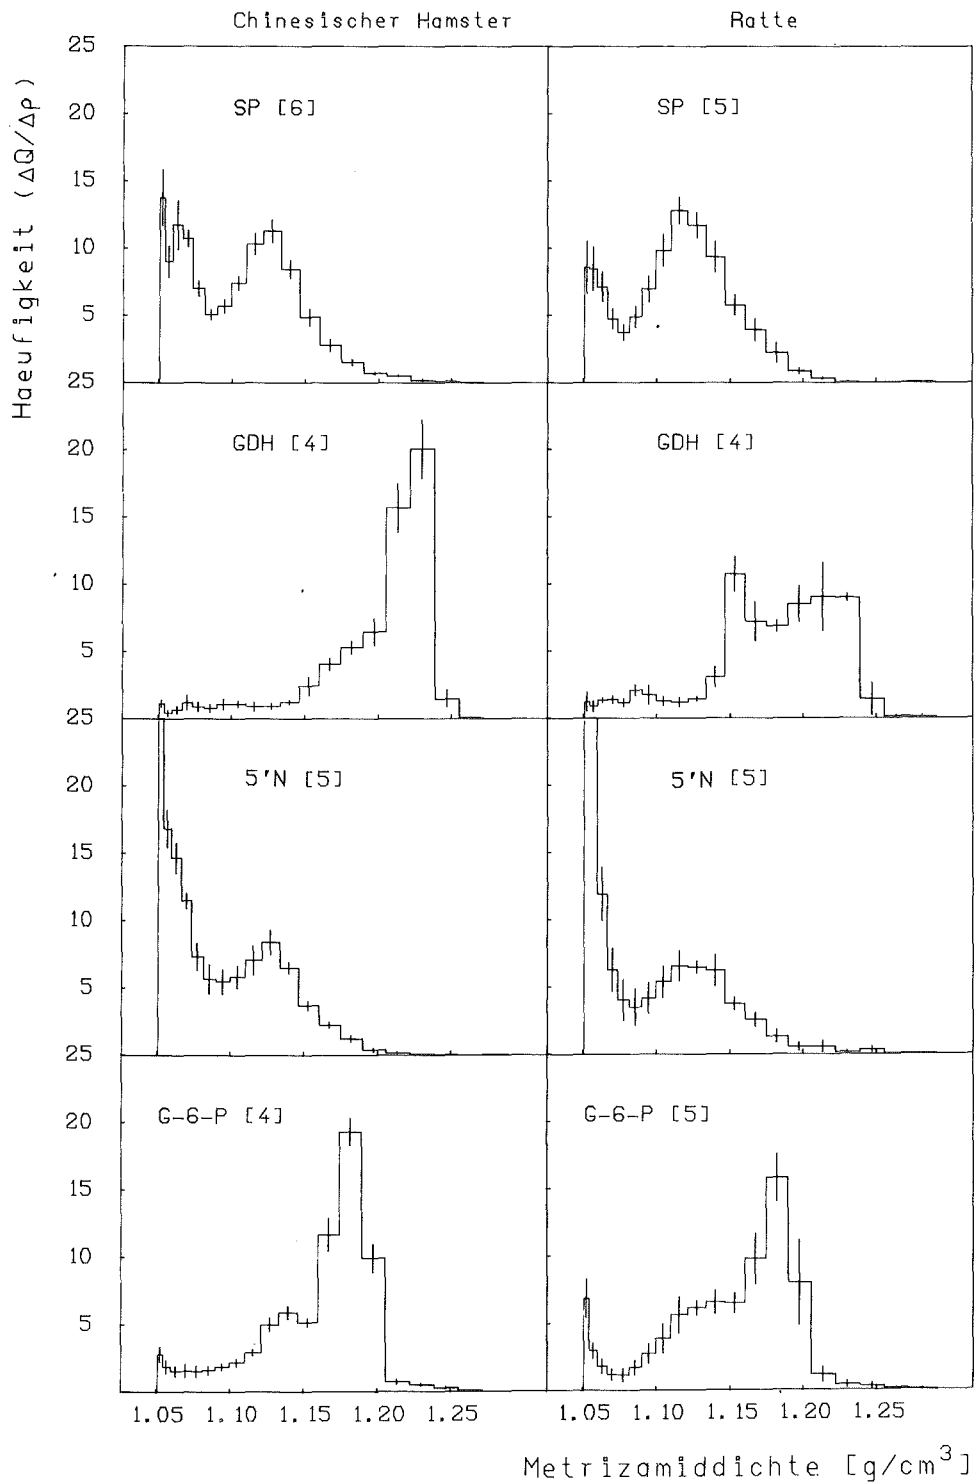 Chinesischer Hamster Ratte
Haeufigkeit (ΔQ/Δρ)
25
20 SP [6] SP [5]
15
10
5
25
20 GDH [4] GDH [4]
15
10
5
25
20 5'N [5] 5'N [5]
15
10
5
25
20 G-6-P [4] G-6-P [5]
15
10
5
1.05 1.10 1.15 1.20 1.25 1.05 1.10 1.15 1.20 1.25
Metrizamiddichte [g/cm³]